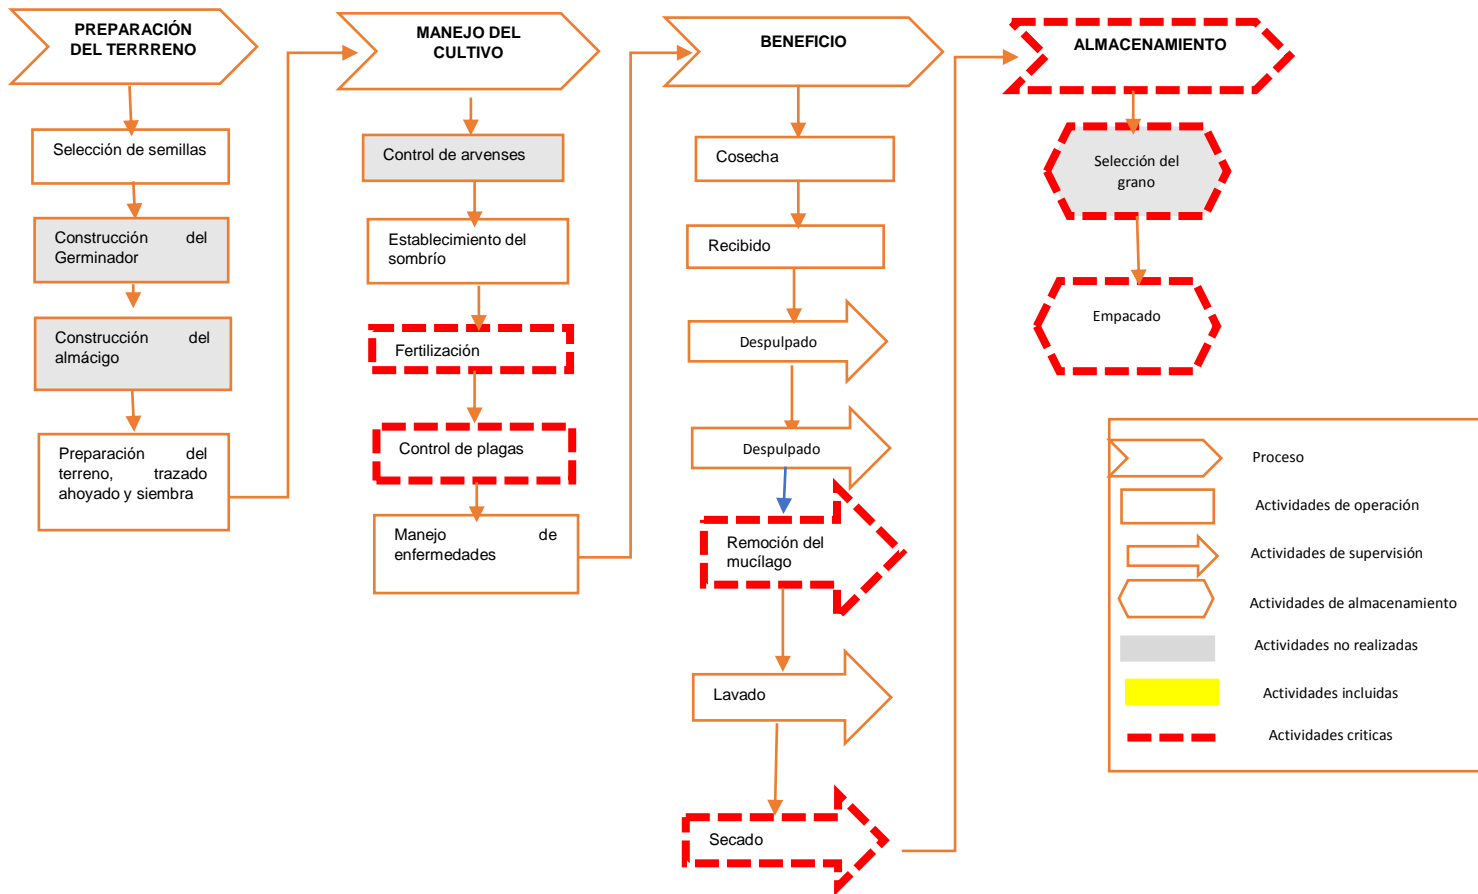 PREPARACIÓN
DEL TERRRENO
Selección de semillas
Construcción del
Germinador
Construcción del
almácigo
Preparación del
terreno, trazado
ahoyado y siembra
MANEJO DEL
CULTIVO
Control de arvenses
Establecimiento del
sombrío
Fertilización
Control de plagas
Manejo de
enfermedades
BENEFICIO
Cosecha
Recibido
Despulpado
Despulpado
Remoción del
mucílago
Lavado
Secado
ALMACENAMIENTO
Selección del
grano
Empacado
Proceso
Actividades de operación
Actividades de supervisión
Actividades de almacenamiento
Actividades no realizadas
Actividades incluidas
Actividades criticas